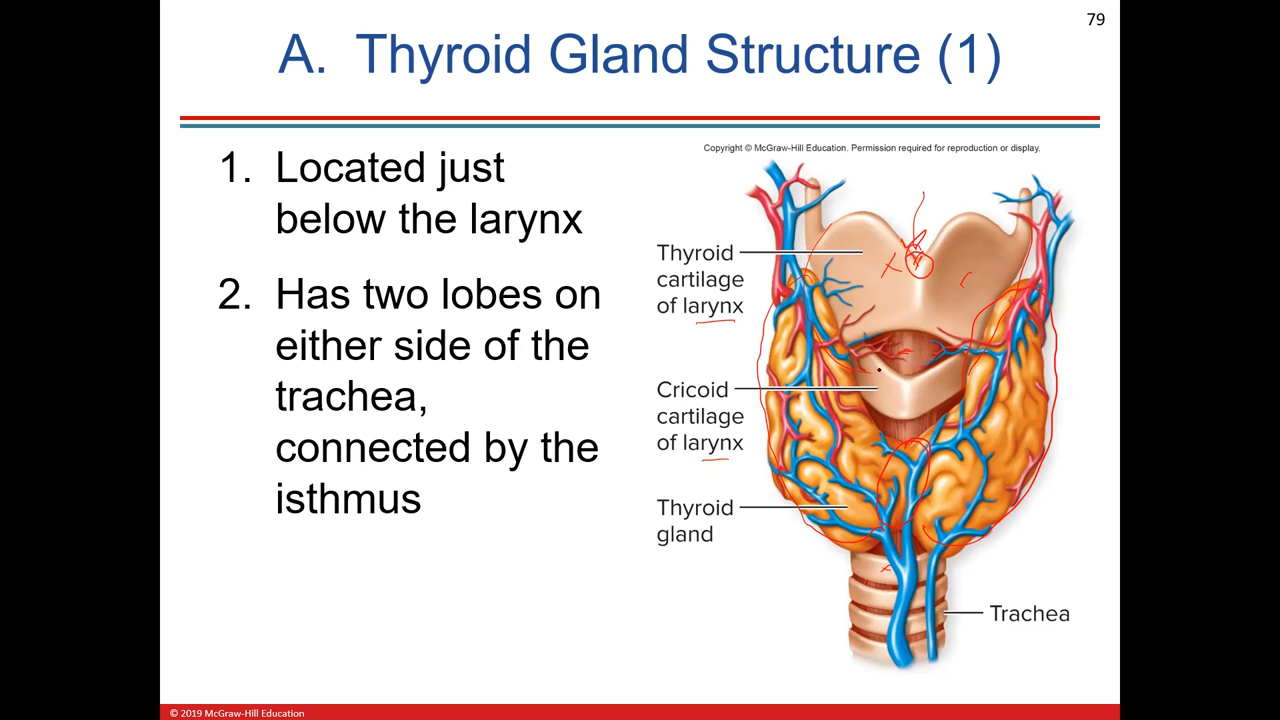 79
A. Thyroid Gland Structure (1)
1. Located just
below the larynx
2. Has two lobes on
either side of the
trachea,
connected by the
isthmus
Copyright © McGraw-Hill Education. Permission required for reproduction or display.
Thyroid
cartilage
of larynx
Cricoid
cartilage
of larynx
Thyroid
gland
Trachea
© 2019 McGraw-Hill Education